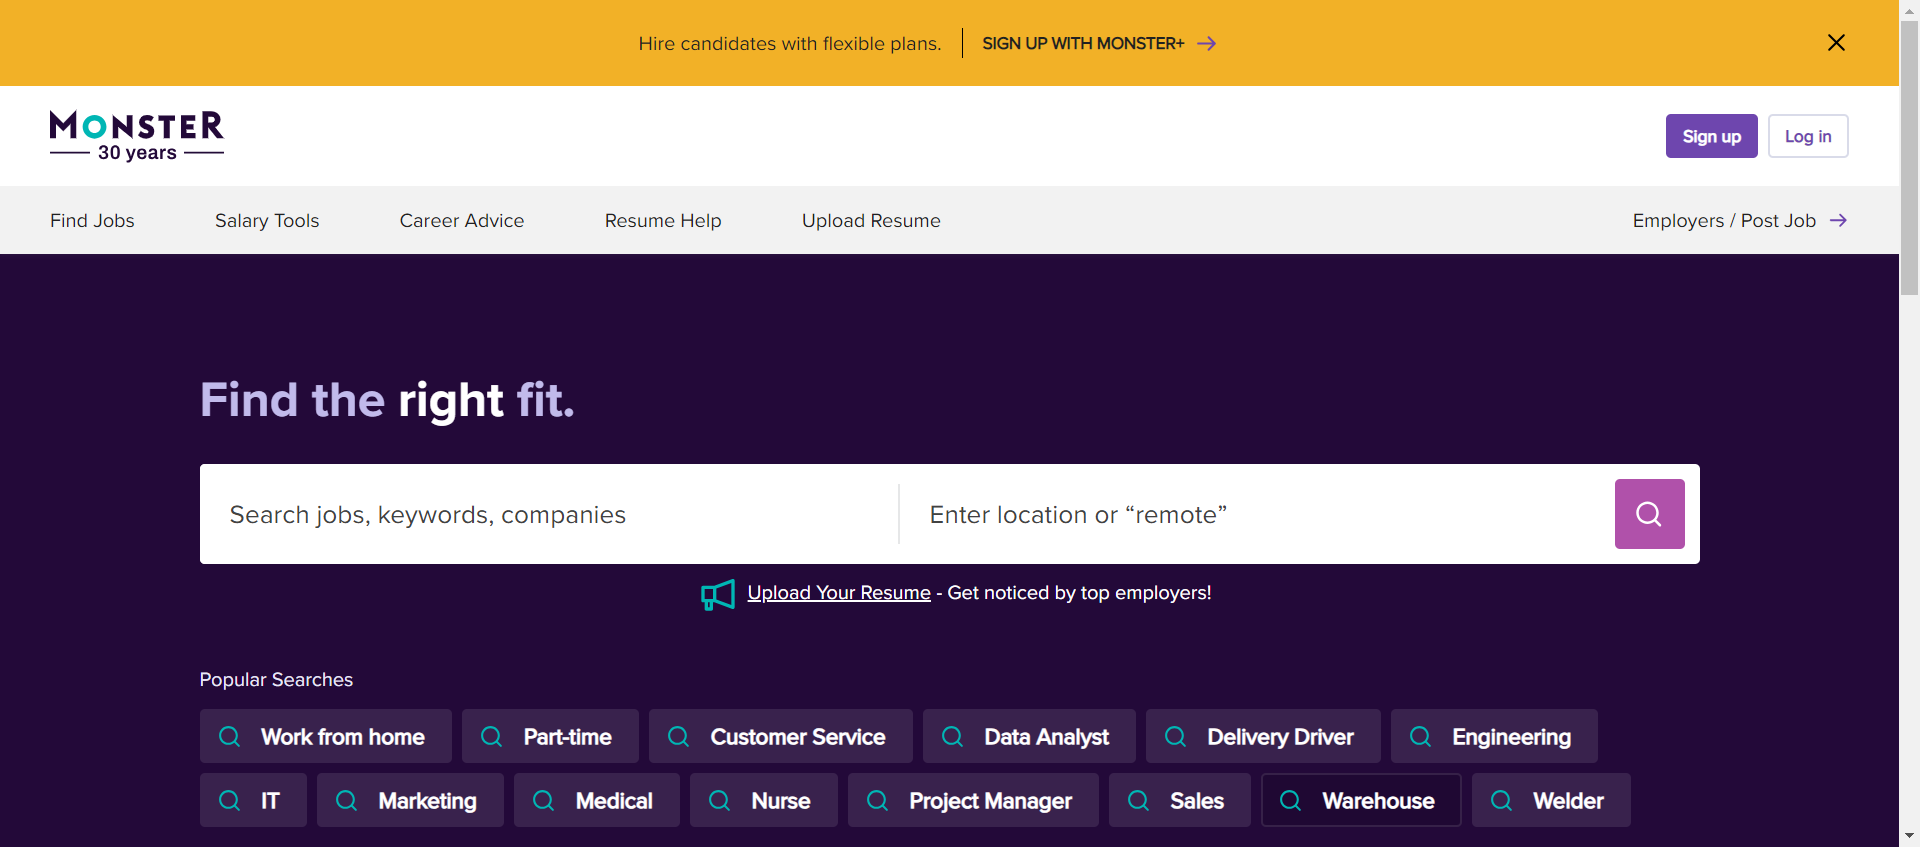 Hire candidates with flexible plans. SIGN UP WITH MONSTER+
MONSTER
30 years
Sign up Log in
Find Jobs Salary Tools Career Advice Resume Help Upload Resume Employers / Post Job
Find the right fit.
Search jobs, keywords, companies Enter location or “remote”
Upload Your Resume - Get noticed by top employers!
Popular Searches
Work from home Part-time Customer Service Data Analyst Delivery Driver Engineering
IT Marketing Medical Nurse Project Manager Sales Warehouse Welder